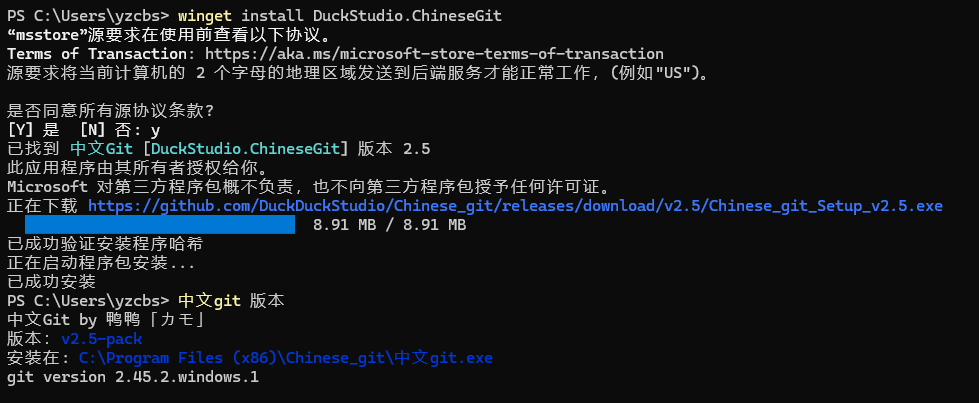 PS C:\Users\yzcbs> winget install DuckStudio.ChineseGit
“msstore”源要求在使用前查看以下协议。
Terms of Transaction: https://aka.ms/microsoft-store-terms-of-transaction
源要求将当前计算机的 2 个字母的地理区域发送到后端服务才能正常工作，(例如"US")。
是否同意所有源协议条款?
[Y] 是  [N] 否: y
已找到 中文Git [DuckStudio.ChineseGit] 版本 2.5
此应用程序由其所有者授权给你。
Microsoft 对第三方程序包概不负责，也不向第三方程序包授予任何许可证。
正在下载 https://github.com/DuckDuckStudio/Chinese_git/releases/download/v2.5/Chinese_git_Setup_v2.5.exe
8.91 MB / 8.91 MB
已成功验证安装程序哈希
正在启动程序包安装...
已成功安装
PS C:\Users\yzcbs> 中文git 版本
中文Git by 鸭鸭「カモ」
版本: v2.5-pack
安装在: C:\Program Files (x86)\Chinese_git\中文git.exe
git version 2.45.2.windows.1